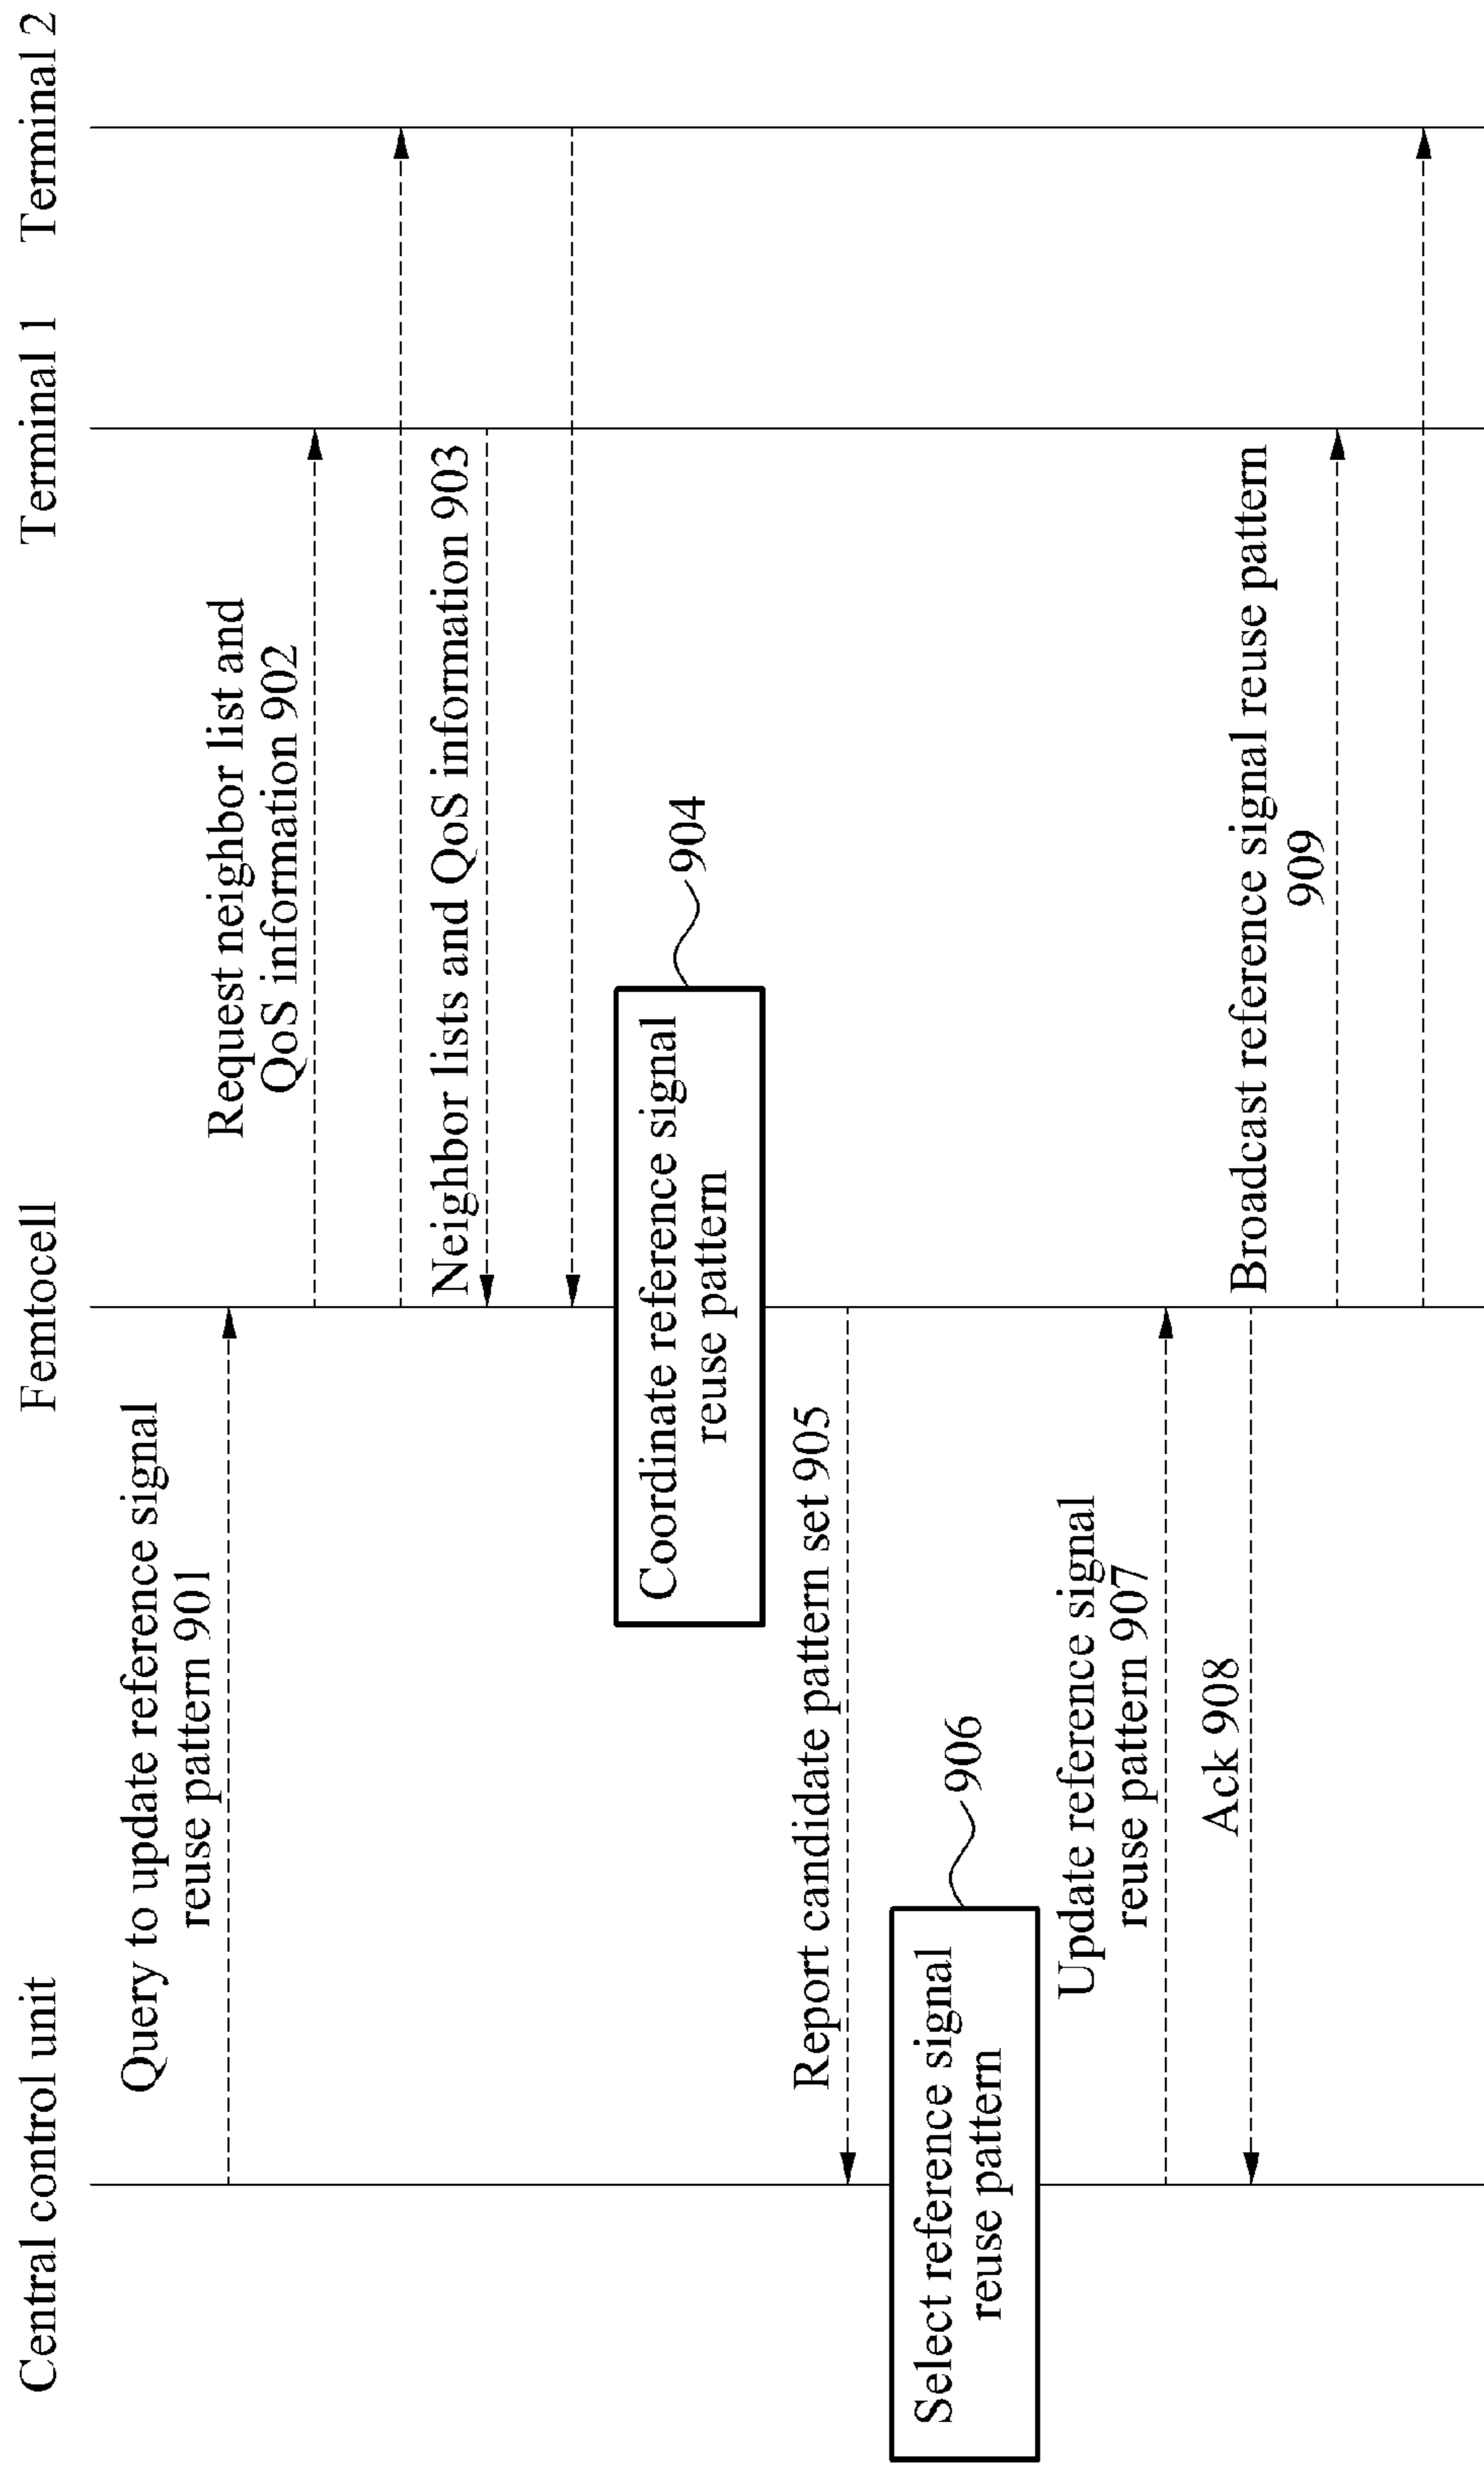 Central control unit
Femtocell
Terminal 1
Terminal 2
Query to update reference signal
reuse pattern 901
Request neighbor list and
QoS information 902
Neighbor lists and QoS information 903
Coordinate reference signal
reuse pattern
904
Report candidate pattern set 905
Select reference signal
reuse pattern
906
Update reference signal
reuse pattern 907
Ack 908
Broadcast reference signal reuse pattern
909